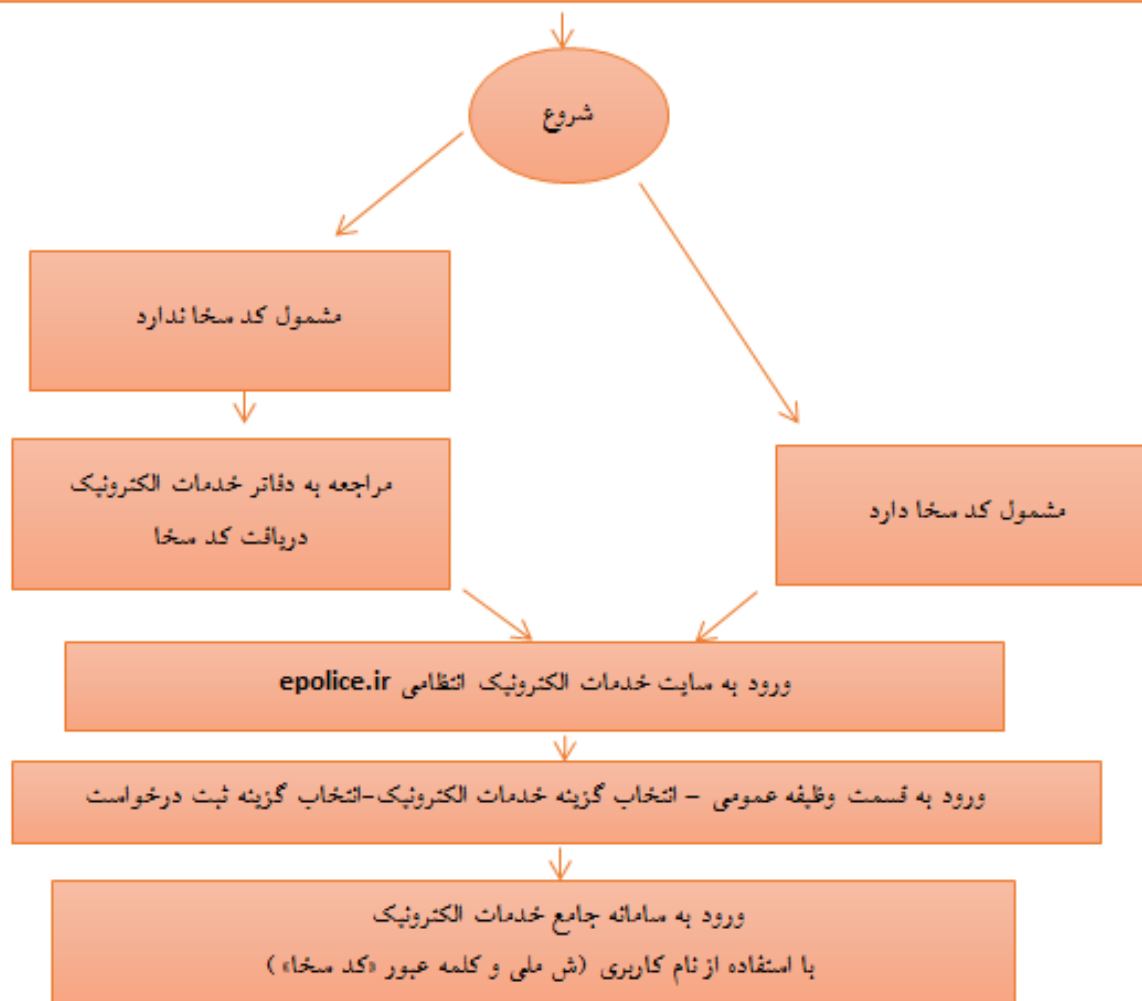 شروع
مشمول کد سخا ندارد
مراجعه به دفاتر خدمات الکترونیک
دریافت کد سخا
مشمول کد سخا دارد
ورود به سایت خدمات الکترونیک انتظامی epolice.ir
ورود به قسمت وظیفه عمومی – انتخاب گزینه خدمات الکترونیک-انتخاب گزینه ثبت درخواست
ورود به سامانه جامع خدمات الکترونیک
با استفاده از نام کاربری (ش ملی و کلمه عبور «کد سخا» )